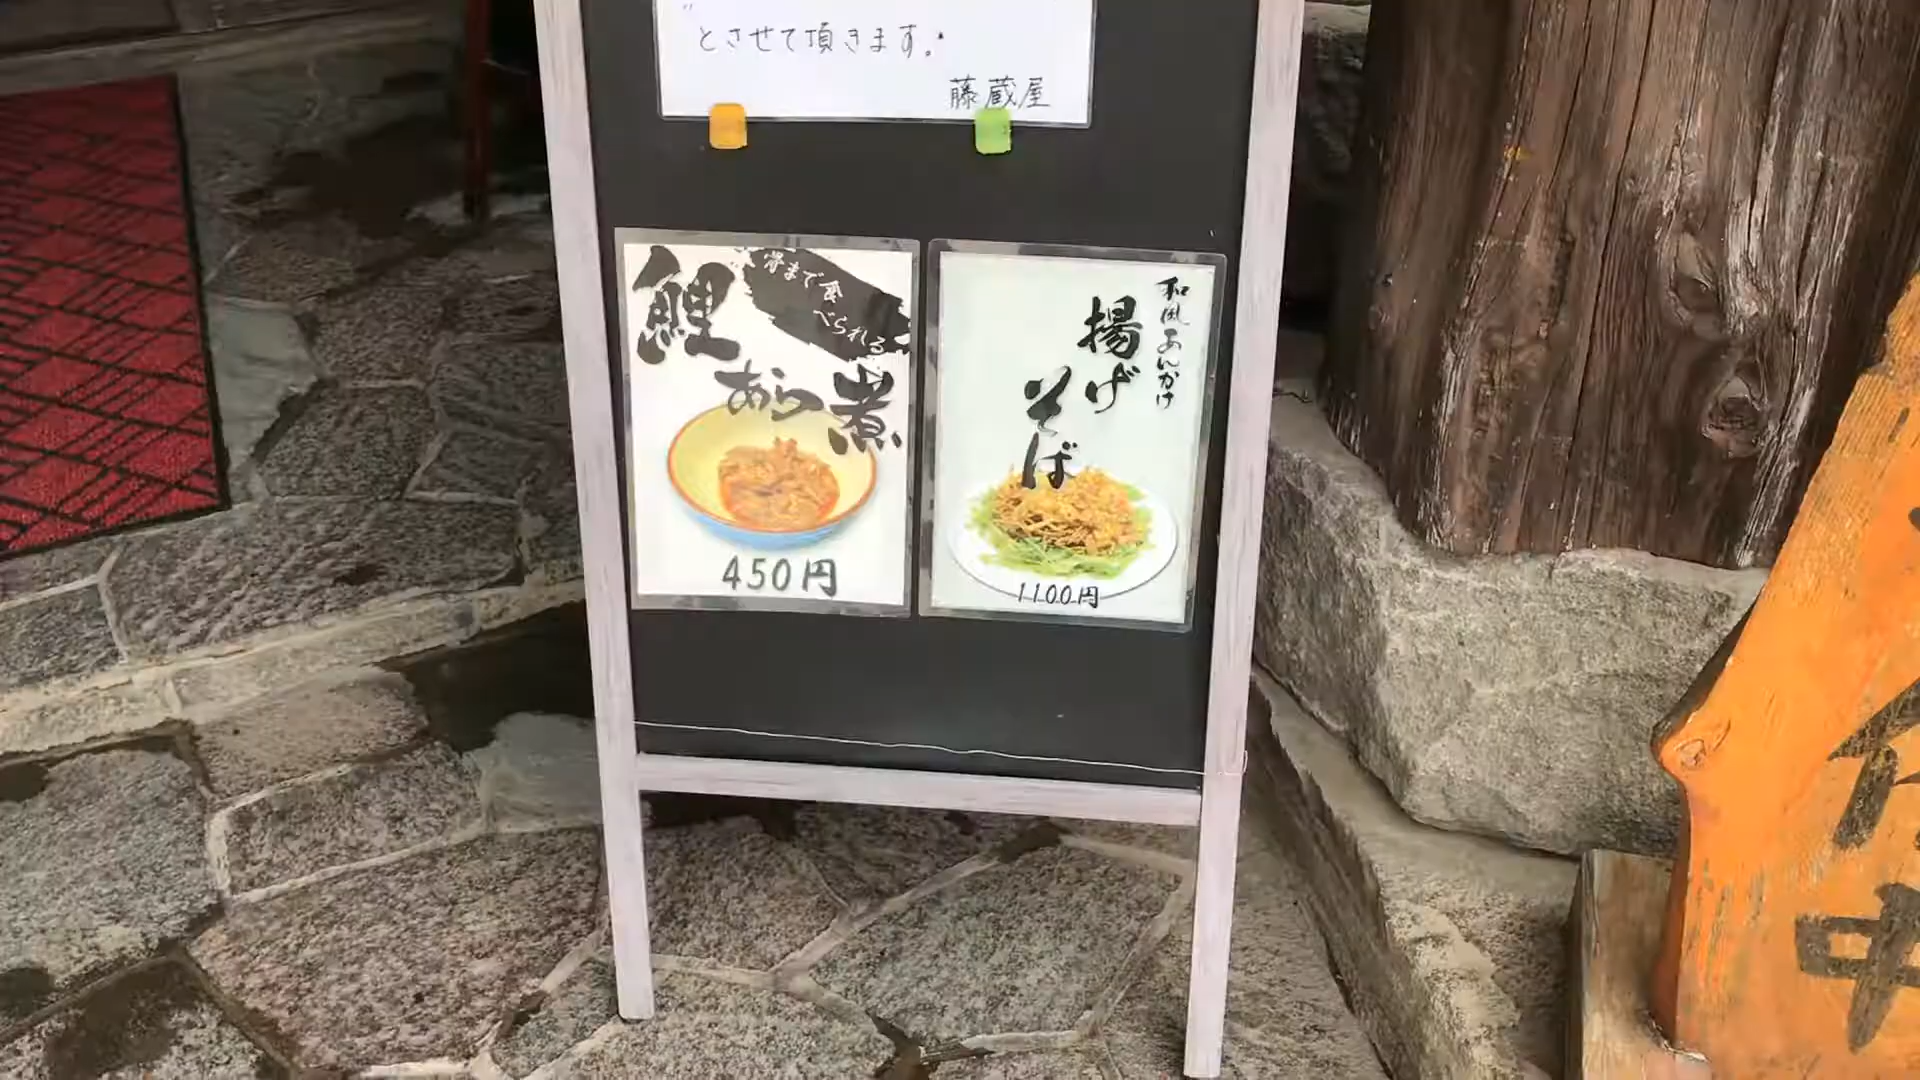 とさせて頂きます。
藤蔵屋
骨まで食
べられる
鯉
あら煮
450円
和風あんかけ
揚げ
そば
1100円
中